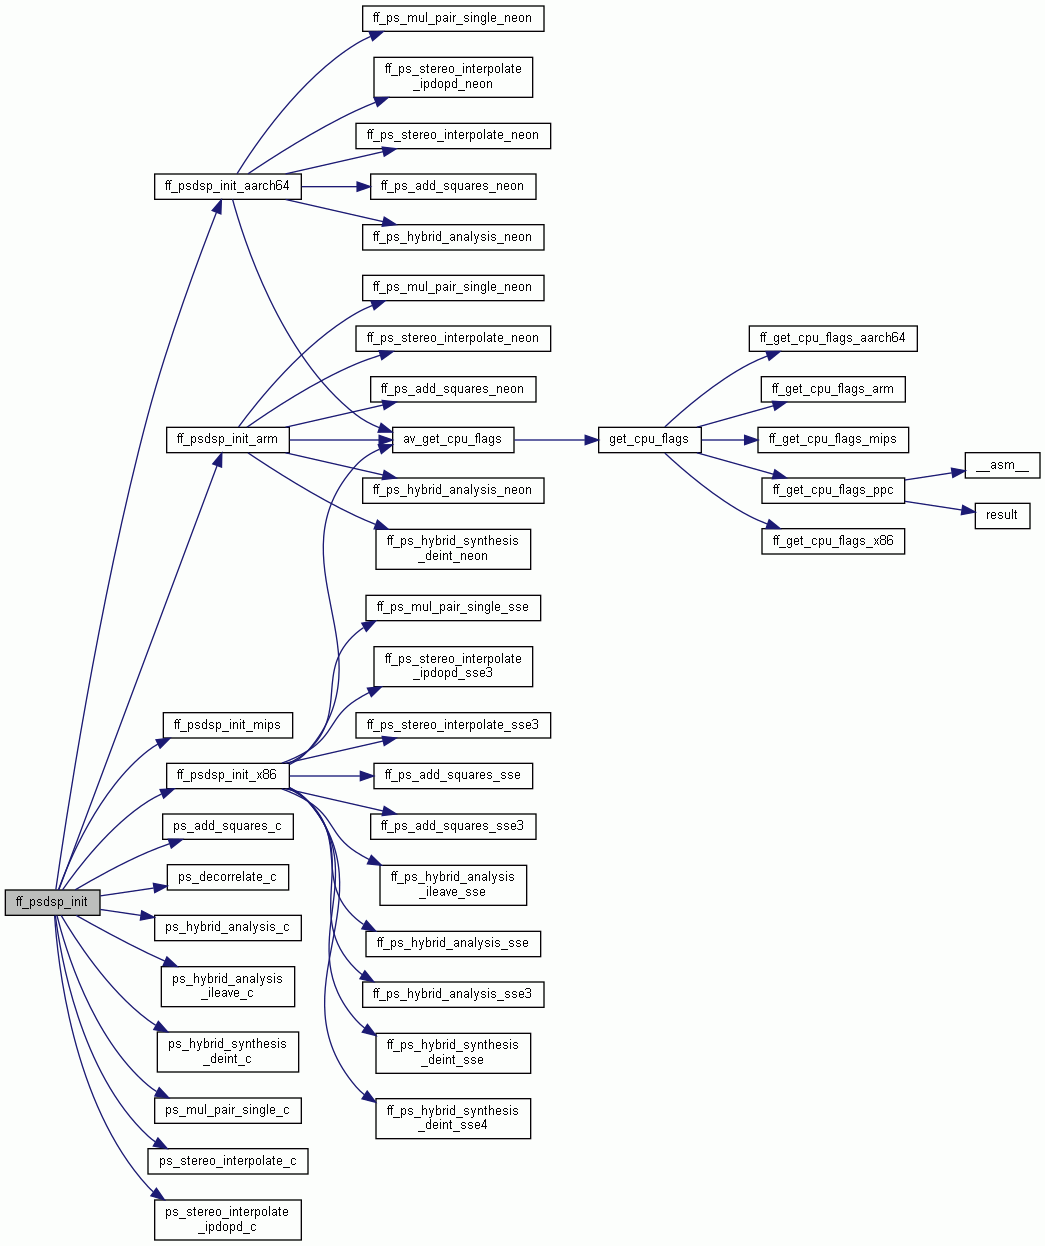 ff_ps_mul_pair_single_neon
ff_ps_stereo_interpolate
_ipdopd_neon
ff_ps_stereo_interpolate_neon
ff_psdsp_init_aarch64
ff_ps_add_squares_neon
ff_ps_hybrid_analysis_neon
ff_ps_mul_pair_single_neon
ff_ps_stereo_interpolate_neon
ff_get_cpu_flags_aarch64
ff_ps_add_squares_neon
ff_get_cpu_flags_arm
ff_psdsp_init_arm
av_get_cpu_flags
get_cpu_flags
ff_get_cpu_flags_mips
__asm__
ff_ps_hybrid_analysis_neon
ff_get_cpu_flags_ppc
result
ff_ps_hybrid_synthesis
_deint_neon
ff_get_cpu_flags_x86
ff_ps_mul_pair_single_sse
ff_ps_stereo_interpolate
_ipdopd_sse3
ff_psdsp_init_mips
ff_ps_stereo_interpolate_sse3
ff_psdsp_init_x86
ff_ps_add_squares_sse
ps_add_squares_c
ff_ps_add_squares_sse3
ps_decorrelate_c
ff_ps_hybrid_analysis
_ileave_sse
ff_psdsp_init
ps_hybrid_analysis_c
ff_ps_hybrid_analysis_sse
ps_hybrid_analysis
_ileave_c
ff_ps_hybrid_analysis_sse3
ps_hybrid_synthesis
_deint_c
ff_ps_hybrid_synthesis
_deint_sse
ps_mul_pair_single_c
ff_ps_hybrid_synthesis
_deint_sse4
ps_stereo_interpolate_c
ps_stereo_interpolate
_ipdopd_c